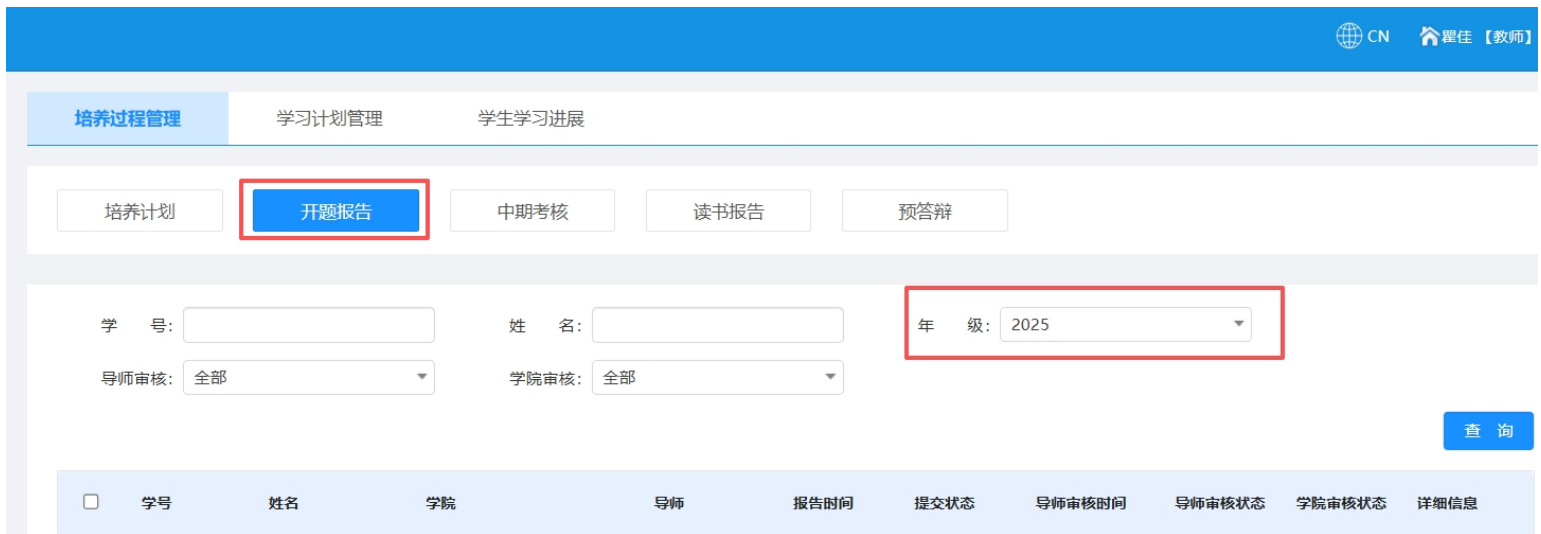 CN 瞿佳 【教师】
培养过程管理 学习计划管理 学生学习进展
培养计划 开题报告 中期考核 读书报告 预答辩
学 号: 姓 名: 年 级: 2025
导师审核: 全部 学院审核: 全部
查 询
学号 姓名 学院 导师 报告时间 提交状态 导师审核时间 导师审核状态 学院审核状态 详细信息